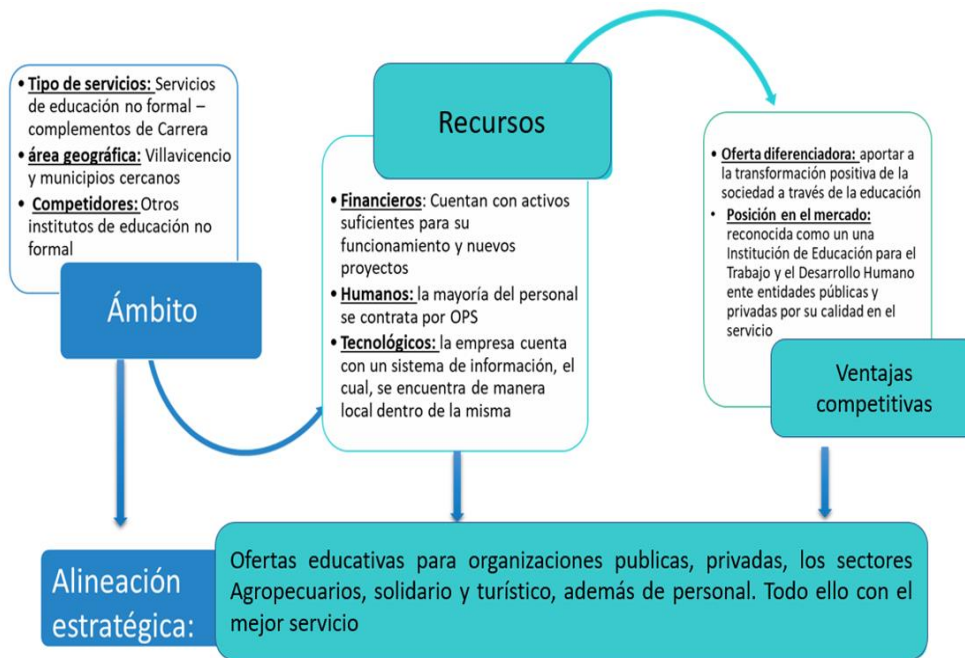 • Tipo de servicios: Servicios
de educación no formal –
complementos de Carrera
• área geográfica: Villavicencio
y municipios cercanos
• Competidores: Otros
institutos de educación no
formal
Ámbito
Recursos
• Financieros: Cuentan con activos
suficientes para su
funcionamiento y nuevos
proyectos
• Humanos: la mayoría del personal
se contrata por OPS
• Tecnológicos: la empresa cuenta
con un sistema de información, el
cual, se encuentra de manera
local dentro de la misma
• Oferta diferenciadora: aportar a
la transformación positiva de la
sociedad a través de la educación
• Posición en el mercado:
reconocida como un una
Institución de Educación para el
Trabajo y el Desarrollo Humano
ente entidades públicas y
privadas por su calidad en el
servicio
Ventajas
competitivas
Alineación
estratégica:
Ofertas educativas para organizaciones publicas, privadas, los sectores
Agropecuarios, solidario y turístico, además de personal. Todo ello con el
mejor servicio